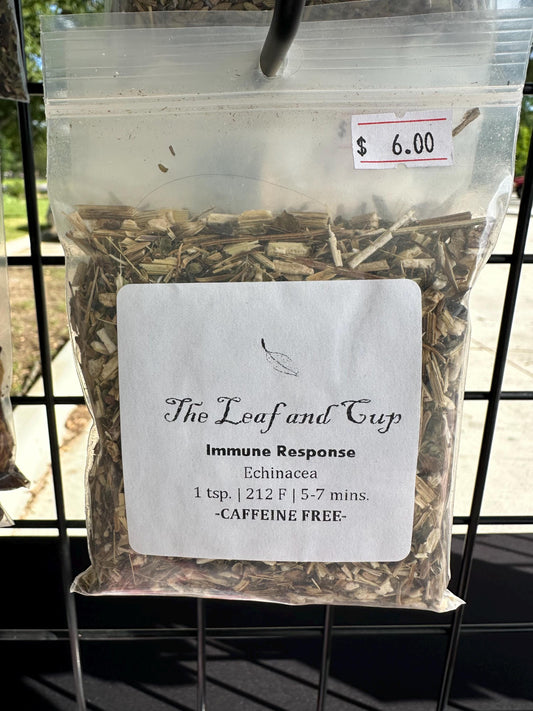 $ 6.00
The Leaf and Cup
Immune Response
Echinacea
1 tsp. | 212 F | 5-7 mins.
-CAFFEINE FREE-